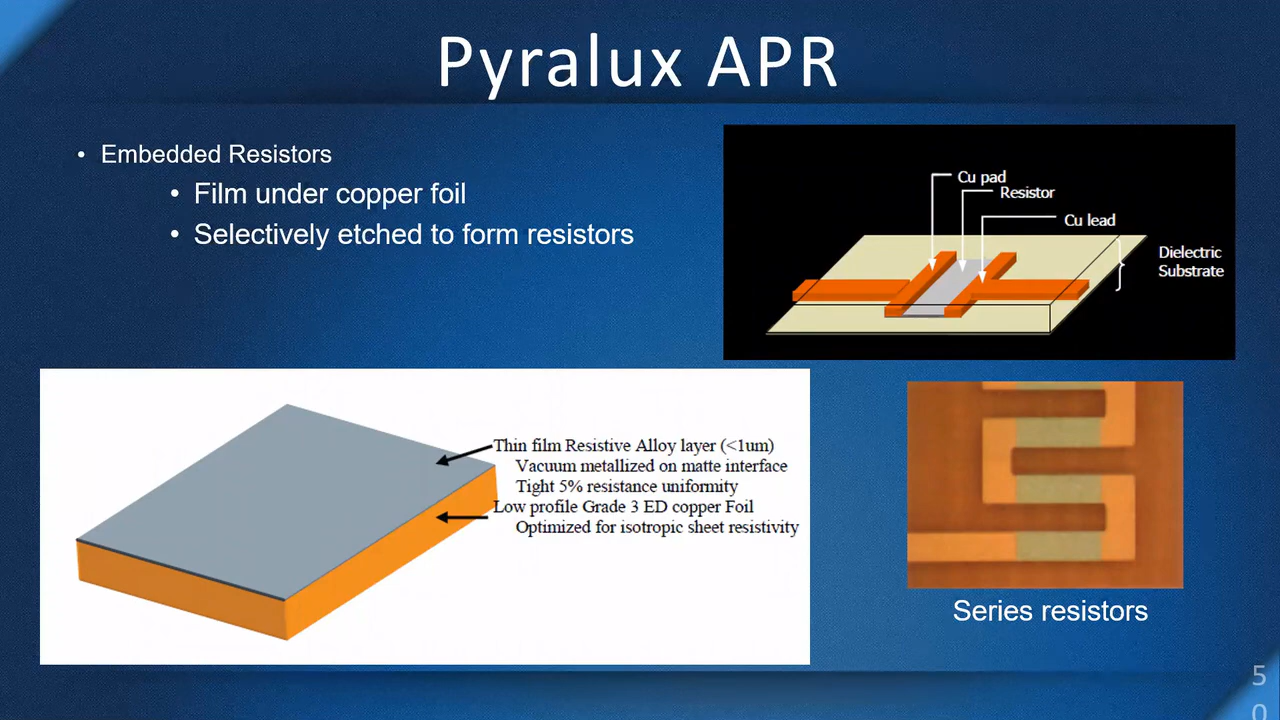 Pyralux APR
• Embedded Resistors
• Film under copper foil
• Selectively etched to form resistors
Cu pad
Resistor
Cu lead
Dielectric
Substrate
Thin film Resistive Alloy layer (<1um)
Vacuum metallized on matte interface
Tight 5% resistance uniformity
Low profile Grade 3 ED copper Foil
Optimized for isotropic sheet resistivity
Series resistors
5
0